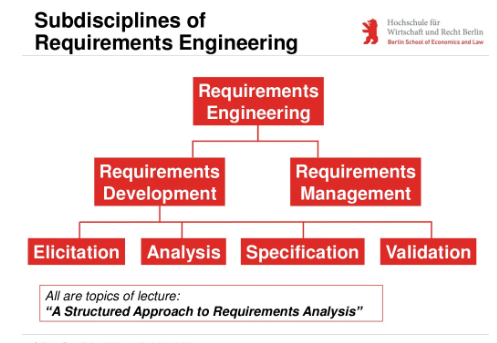 Subdisciplines of
Requirements Engineering
Hochschule für
Wirtschaft und Recht Berlin
Berlin School of Economics and Law
Requirements
Engineering
Requirements
Development
Requirements
Management
Elicitation
Analysis
Specification
Validation
All are topics of lecture:
“A Structured Approach to Requirements Analysis”